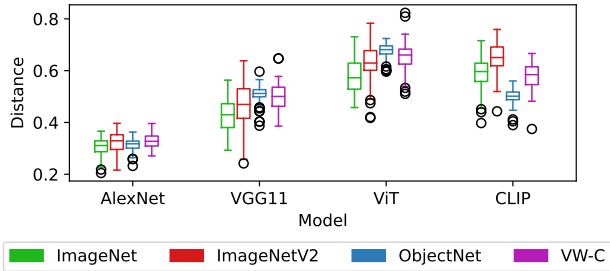 0.8
0.6
0.4
0.2
Distance
AlexNet VGG11 ViT CLIP
Model
ImageNet ImageNetV2 ObjectNet VW-C